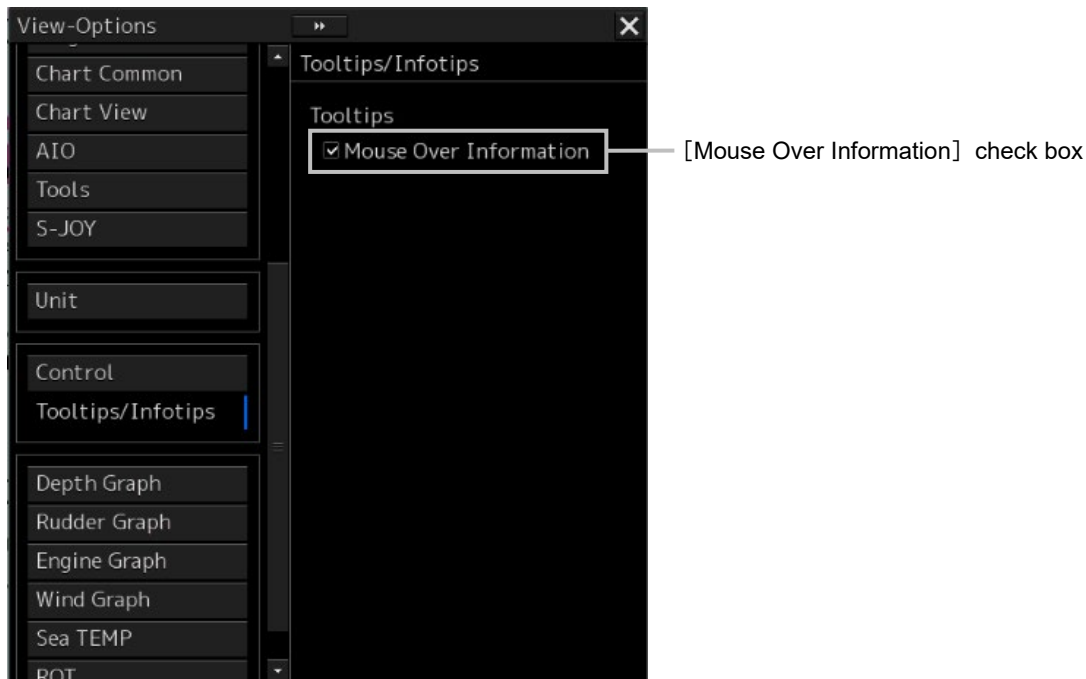 View-Options
Chart Common
Chart View
AIO
Tools
S-JOY
Unit
Control
Tooltips/Infotips
Depth Graph
Rudder Graph
Engine Graph
Wind Graph
Sea TEMP
ROT
Tooltips/Infotips
Tooltips
Mouse Over Information
［Mouse Over Information］ check box